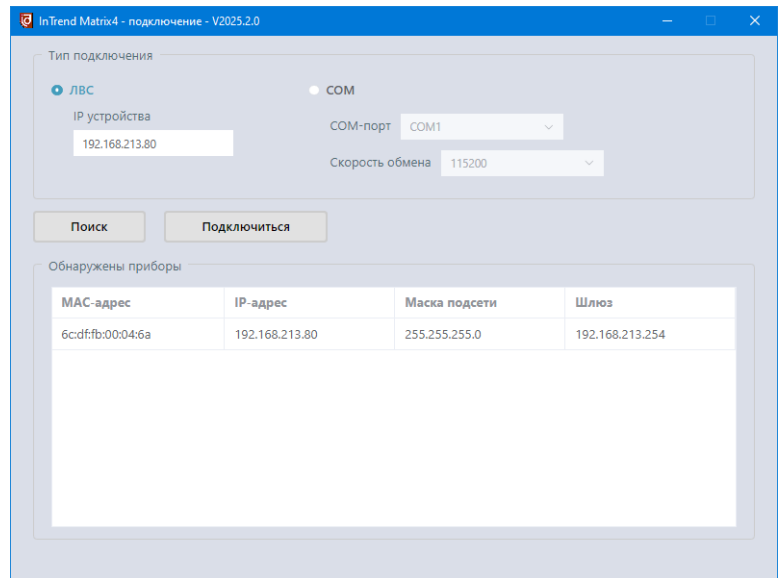 InTrend Matrix4 - подключение - V2025.2.0
Тип подключения
ЛВС
COM
IP устройства
192.168.213.80
COM-порт COM1
Скорость обмена 115200
Поиск Подключиться
Обнаружены приборы
MAC-адрес IP-адрес Маска подсети Шлюз
6c:df:fb:00:04:6a 192.168.213.80 255.255.255.0 192.168.213.254